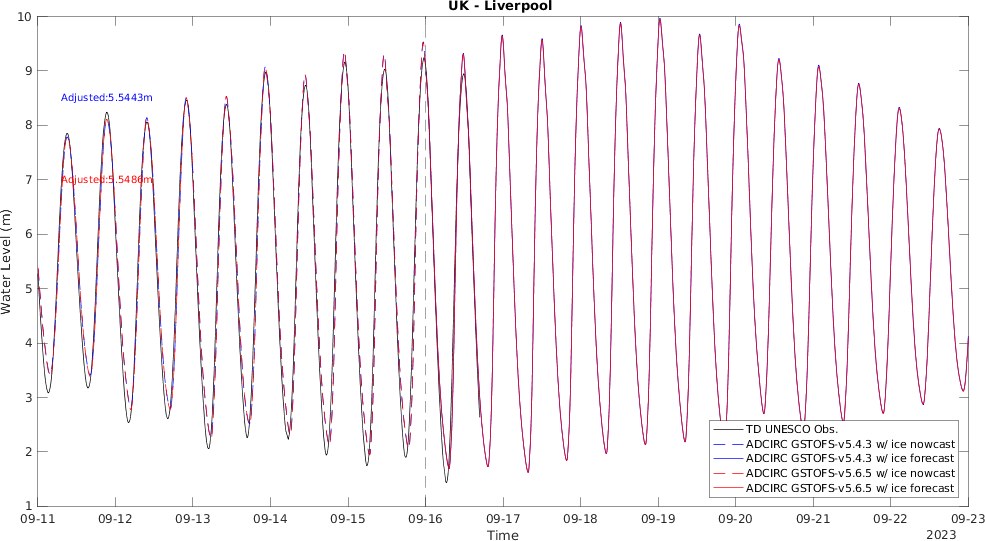 UK - Liverpool
10
9
8
7
6
5
4
3
2
1
Water Level (m)
Adjusted:5.5443m
Adjusted:5.5486m
TD UNESCO Obs.
ADCIRC GSTOFS-v5.4.3 w/ ice nowcast
ADCIRC GSTOFS-v5.4.3 w/ ice forecast
ADCIRC GSTOFS-v5.6.5 w/ ice nowcast
ADCIRC GSTOFS-v5.6.5 w/ ice forecast
09-11 09-12 09-13 09-14 09-15 09-16 09-17 09-18 09-19 09-20 09-21 09-22 09-23
Time
2023